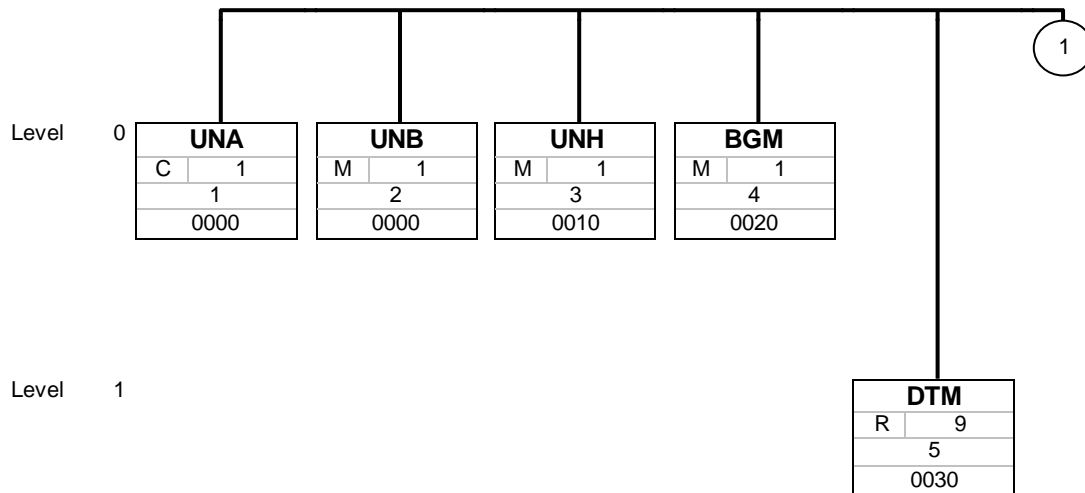 1
Level 0
UNA UNB UNH BGM
C 1 M 1 M 1 M 1
1 2 3 4
0000 0000 0010 0020
Level 1
DTM
R 9
5
0030